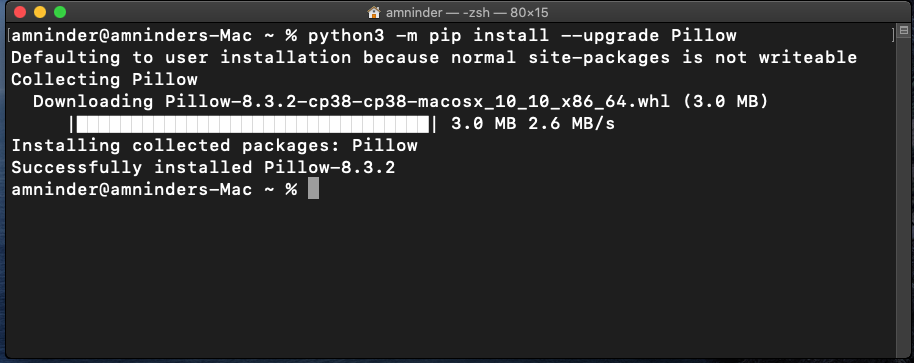 amninder — -zsh — 80×15
[amninder@amninders-Mac ~ % python3 -m pip install --upgrade Pillow ]
Defaulting to user installation because normal site-packages is not writeable
Collecting Pillow
  Downloading Pillow-8.3.2-cp38-cp38-macosx_10_10_x86_64.whl (3.0 MB)
     |████████████████████████████████| 3.0 MB 2.6 MB/s
Installing collected packages: Pillow
Successfully installed Pillow-8.3.2
amninder@amninders-Mac ~ %